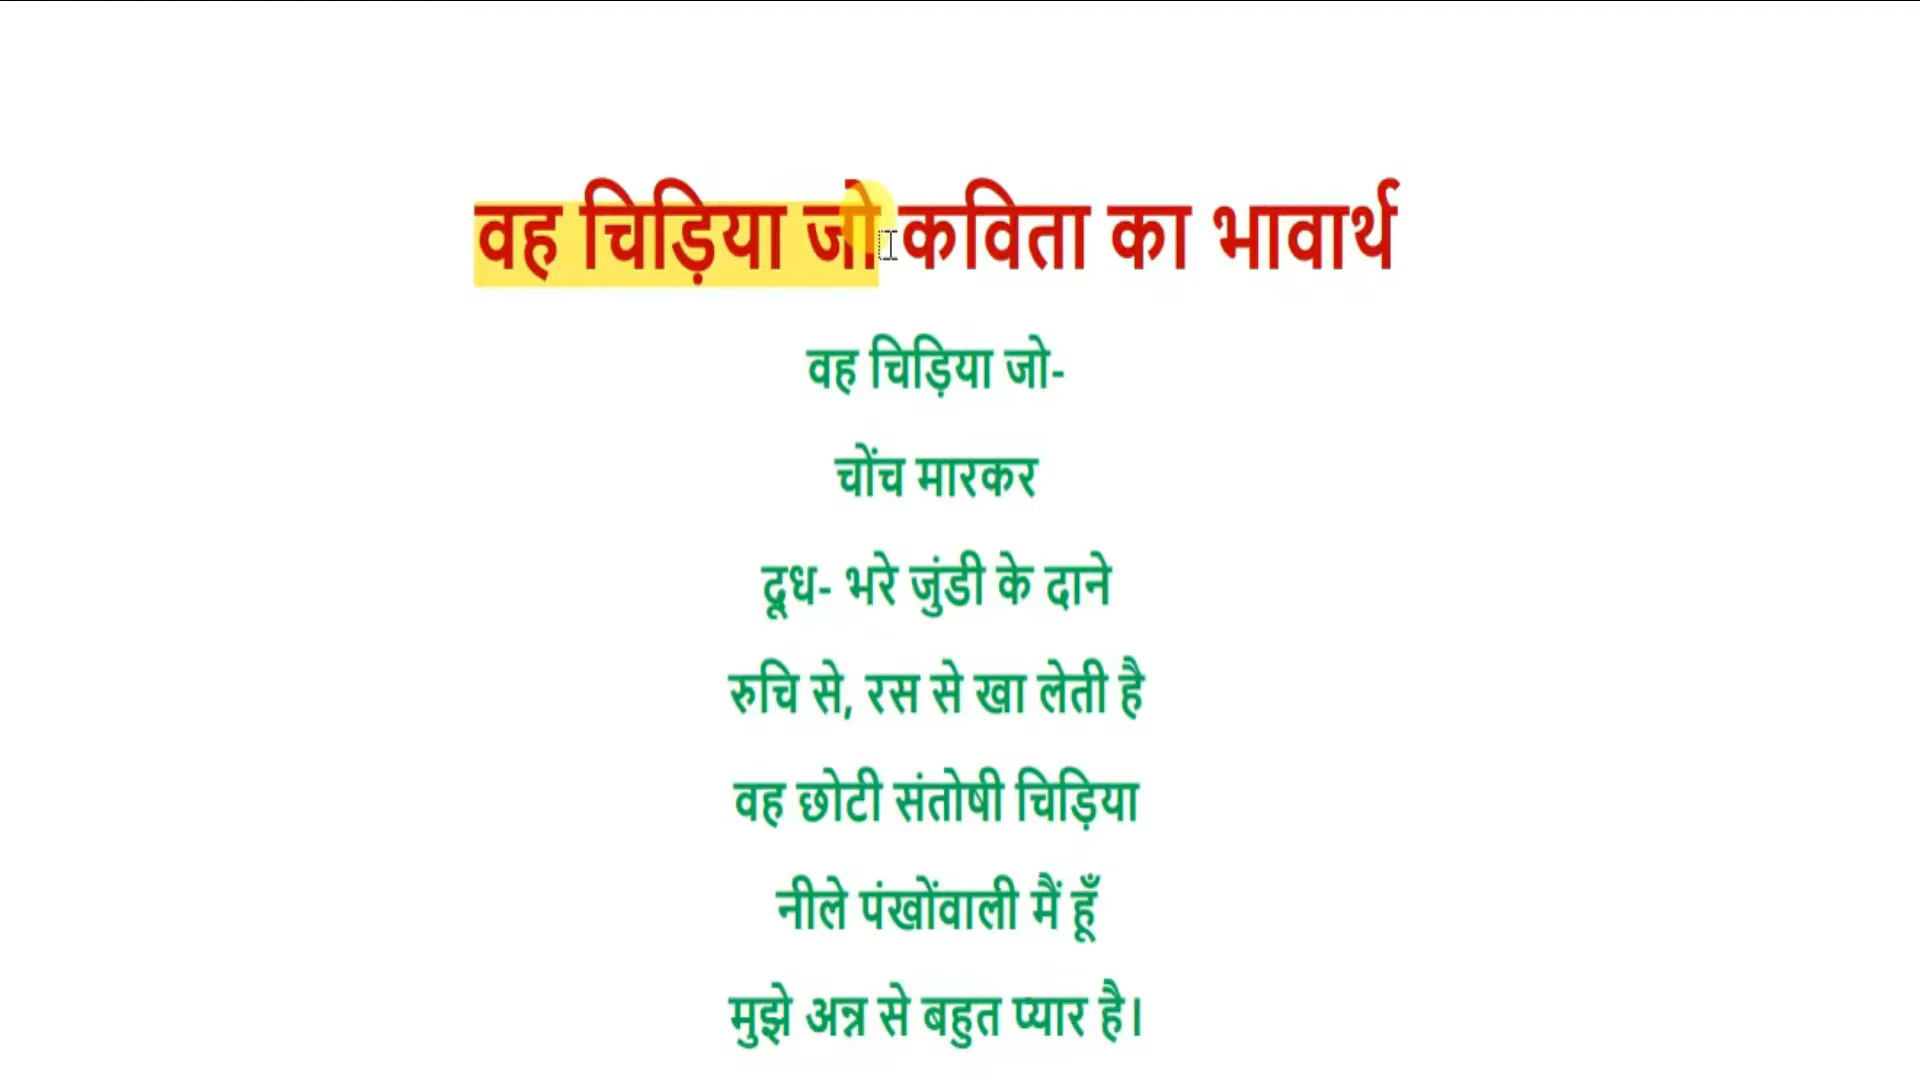 वह चिड़िया जो कविता का भावार्थ
वह चिड़िया जो-
चोंच मारकर
दूध- भरे जुंडी के दाने
रुचि से, रस से खा लेती है
वह छोटी संतोषी चिड़िया
नीले पंखोंवाली मैं हूँ
मुझे अन्न से बहुत प्यार है।